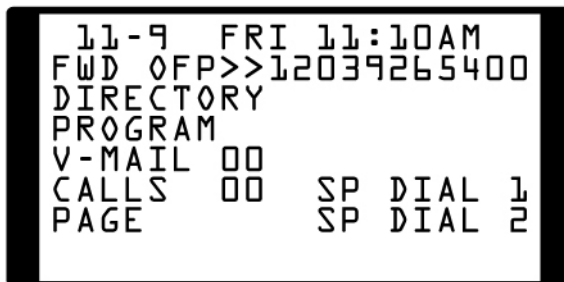 11-9 FRI 11:10AM
FWD OFP>>12039265400
DIRECTORY
PROGRAM
V-MAIL 00
CALLS 00 SP DIAL 1
PAGE SP DIAL 2